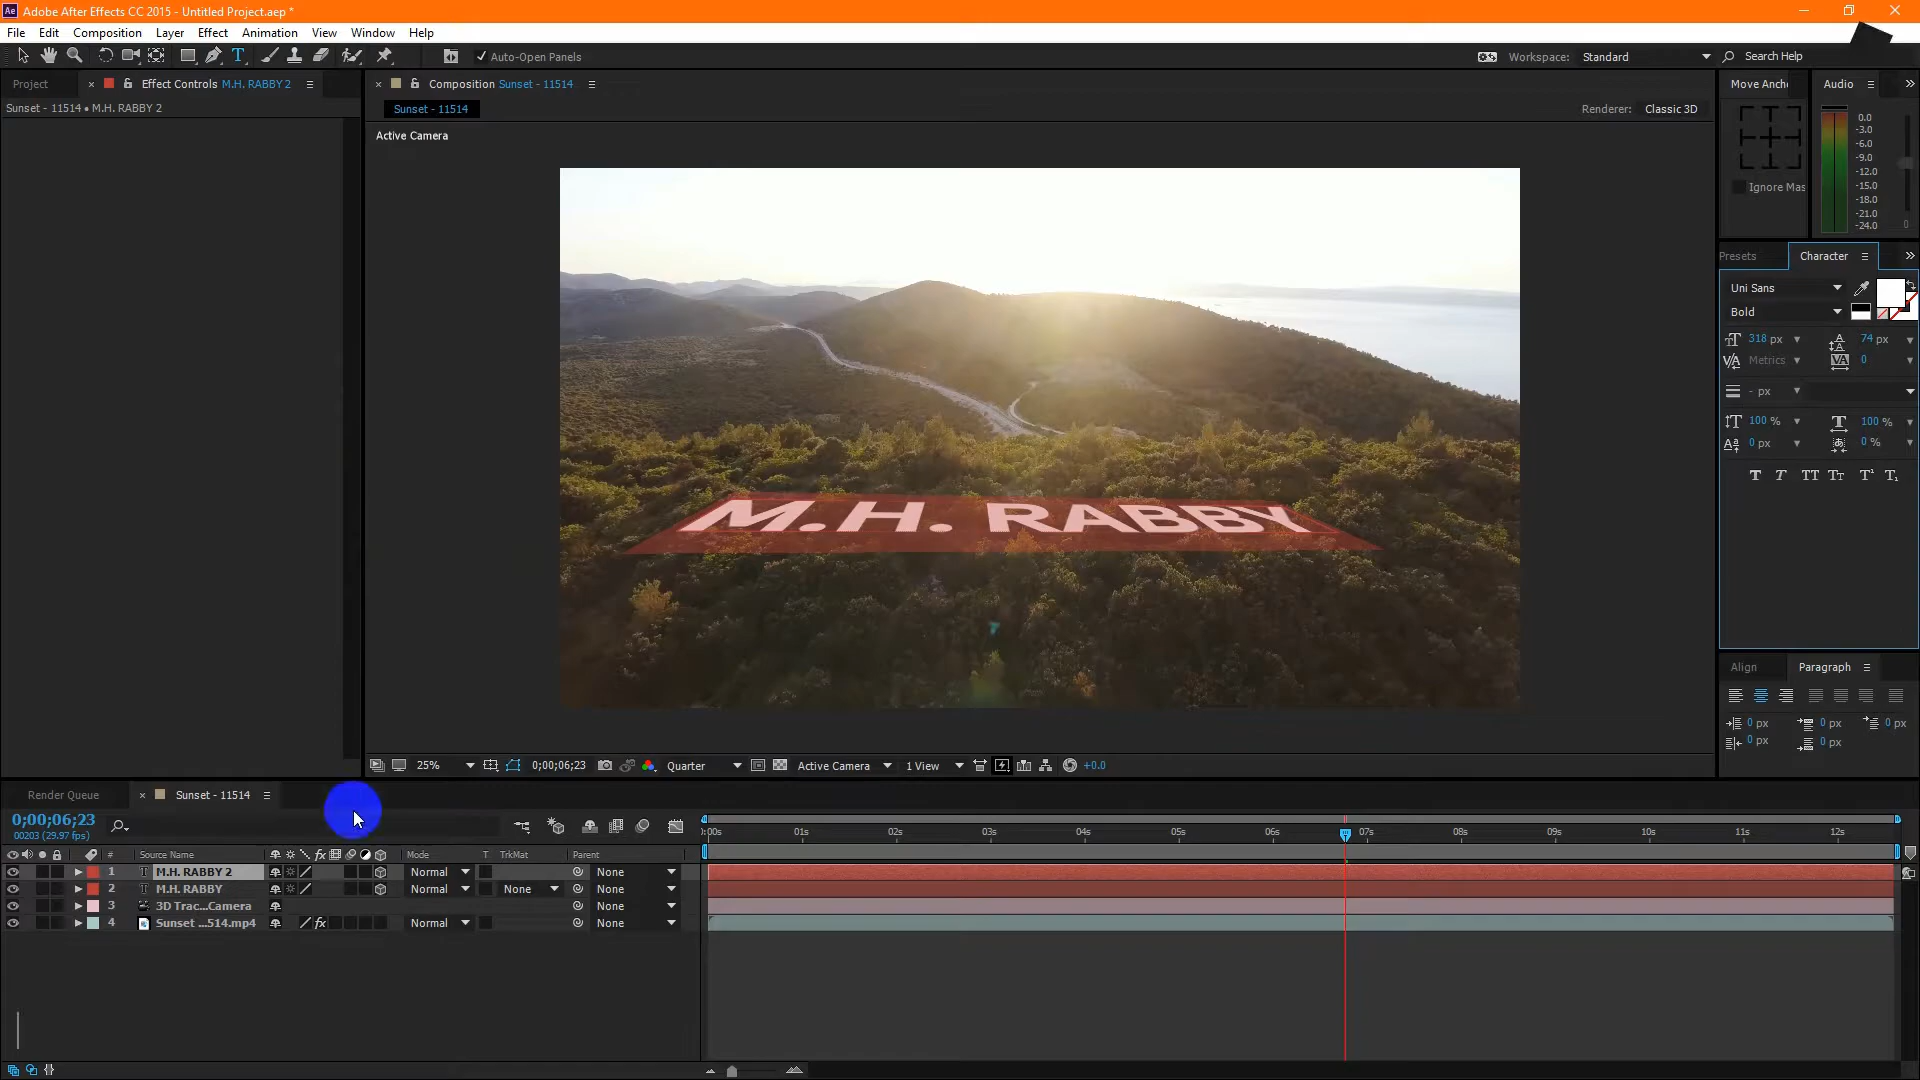 Adobe After Effects CC 2015 - Untitled Project.aep *
File Edit Composition Layer Effect Animation View Window Help
Auto-Open Panels
Workspace: Standard Search Help
Project Effect Controls M.H. RABBY 2
Sunset - 11514 • M.H. RABBY 2
Composition Sunset - 11514
Sunset - 11514
Renderer: Classic 3D
Active Camera
M.H. RABBY
Move Ancho
Ignore Mas
Audio
0.0
-3.0
-6.0
-9.0
-12.0
-15.0
-18.0
-21.0
-24.0
0
Presets Character
Uni Sans
Bold
318 px 74 px
Metrics 0
- px
100 % 100 %
0 px 0 %
Align Paragraph
0 px 0 px 0 px
0 px 0 px
25% 0;00;06;23 Quarter Active Camera 1 View +0.0
Render Queue Sunset - 11514
0;00;06;23
00203 (29.97 fps)
:00s 01s 02s 03s 04s 05s 06s 07s 08s 09s 10s 11s 12s
# Source Name Mode T TrkMat Parent
1 M.H. RABBY 2 Normal None
2 M.H. RABBY Normal None None
3 3D Trac...Camera None
4 Sunset ...514.mp4 Normal None